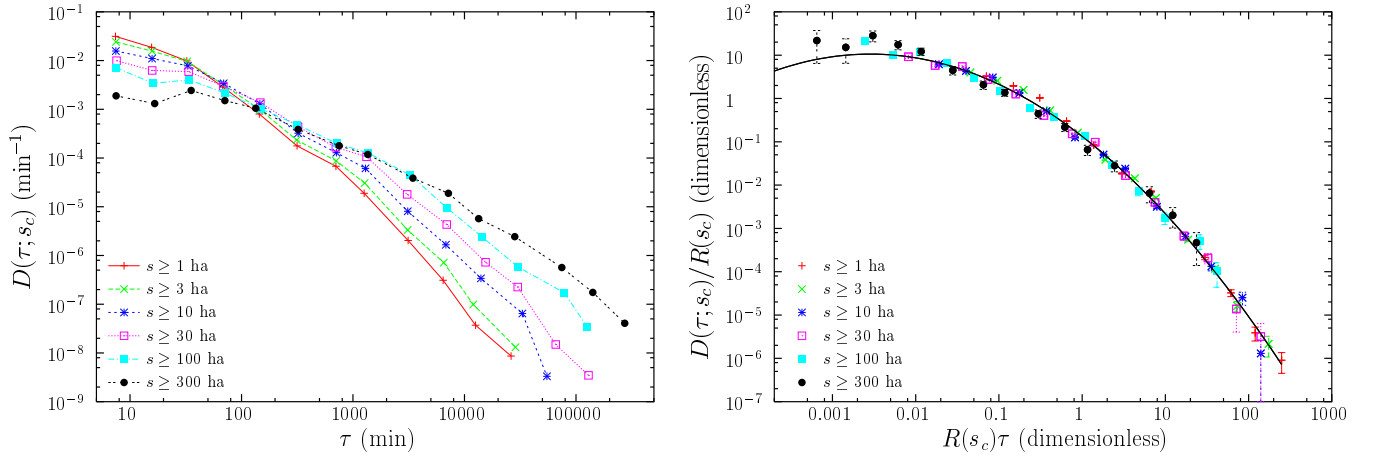 10⁻¹
10⁻²
10⁻³
10⁻⁴
10⁻⁵
10⁻⁶
10⁻⁷
10⁻⁸
10⁻⁹
D(τ; s_c) (min⁻¹)
s ≥ 1 ha
s ≥ 3 ha
s ≥ 10 ha
s ≥ 30 ha
s ≥ 100 ha
s ≥ 300 ha
10 100 1000 10000 100000
τ (min)
10²
10
1
10⁻¹
10⁻²
10⁻³
10⁻⁴
10⁻⁵
10⁻⁶
10⁻⁷
D(τ; s_c)/R(s_c) (dimensionless)
s ≥ 1 ha
s ≥ 3 ha
s ≥ 10 ha
s ≥ 30 ha
s ≥ 100 ha
s ≥ 300 ha
0.001 0.01 0.1 1 10 100 1000
R(s_c)τ (dimensionless)